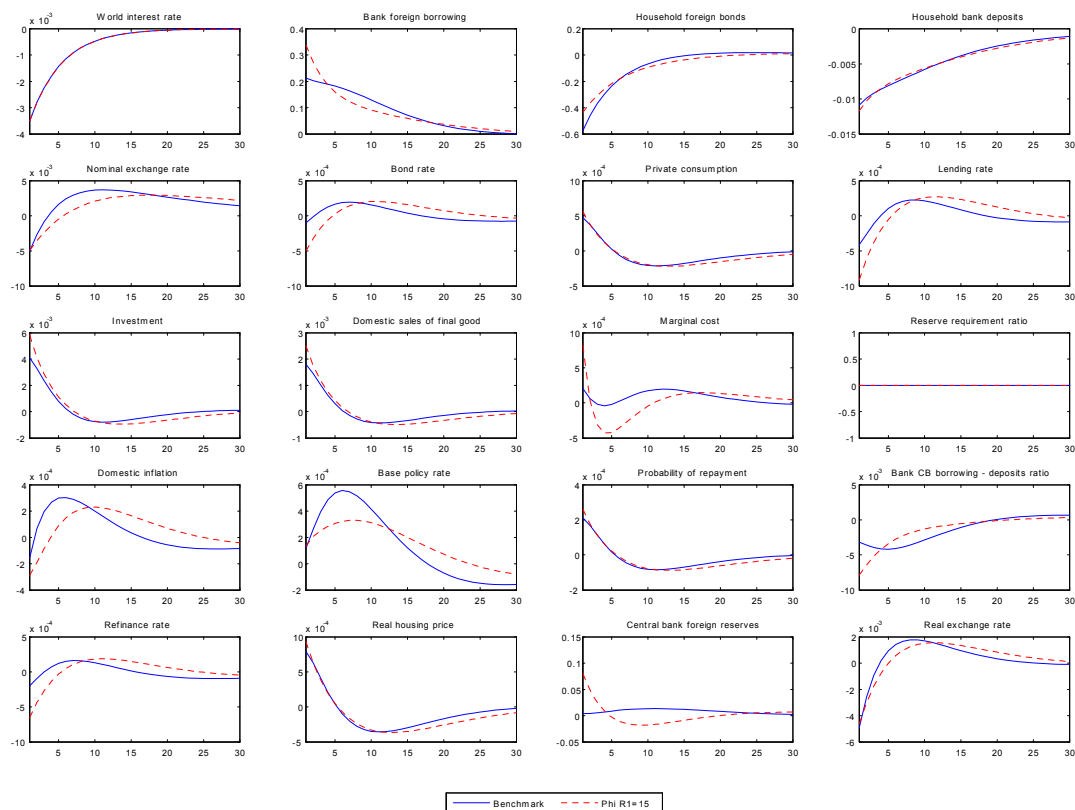 World interest rate
x 10^-3
0
-1
-2
-3
-4
5 10 15 20 25 30
Bank foreign borrowing
0.4
0.3
0.2
0.1
0
5 10 15 20 25 30
Household foreign bonds
0.2
0
-0.2
-0.4
-0.6
5 10 15 20 25 30
Household bank deposits
0
-0.005
-0.01
-0.015
5 10 15 20 25 30
Nominal exchange rate
x 10^-3
5
0
-5
-10
5 10 15 20 25 30
Bond rate
x 10^-4
5
0
-5
-10
5 10 15 20 25 30
Private consumption
x 10^-4
10
5
0
-5
5 10 15 20 25 30
Lending rate
x 10^-4
5
0
-5
-10
5 10 15 20 25 30
Investment
x 10^-3
6
4
2
0
-2
5 10 15 20 25 30
Domestic sales of final good
x 10^-3
3
2
1
0
-1
5 10 15 20 25 30
Marginal cost
x 10^-4
10
5
0
-5
5 10 15 20 25 30
Reserve requirement ratio
1
0.5
0
-0.5
-1
5 10 15 20 25 30
Domestic inflation
x 10^-4
4
2
0
-2
-4
5 10 15 20 25 30
Base policy rate
x 10^-4
6
4
2
0
-2
5 10 15 20 25 30
Probability of repayment
x 10^-4
4
2
0
-2
5 10 15 20 25 30
Bank CB borrowing - deposits ratio
x 10^-3
5
0
-5
-10
5 10 15 20 25 30
Refinance rate
x 10^-4
5
0
-5
-10
5 10 15 20 25 30
Real housing price
x 10^-4
10
5
0
-5
5 10 15 20 25 30
Central bank foreign reserves
0.15
0.1
0.05
0
-0.05
5 10 15 20 25 30
Real exchange rate
x 10^-3
2
0
-2
-4
-6
5 10 15 20 25 30
Benchmark Phi R1=15